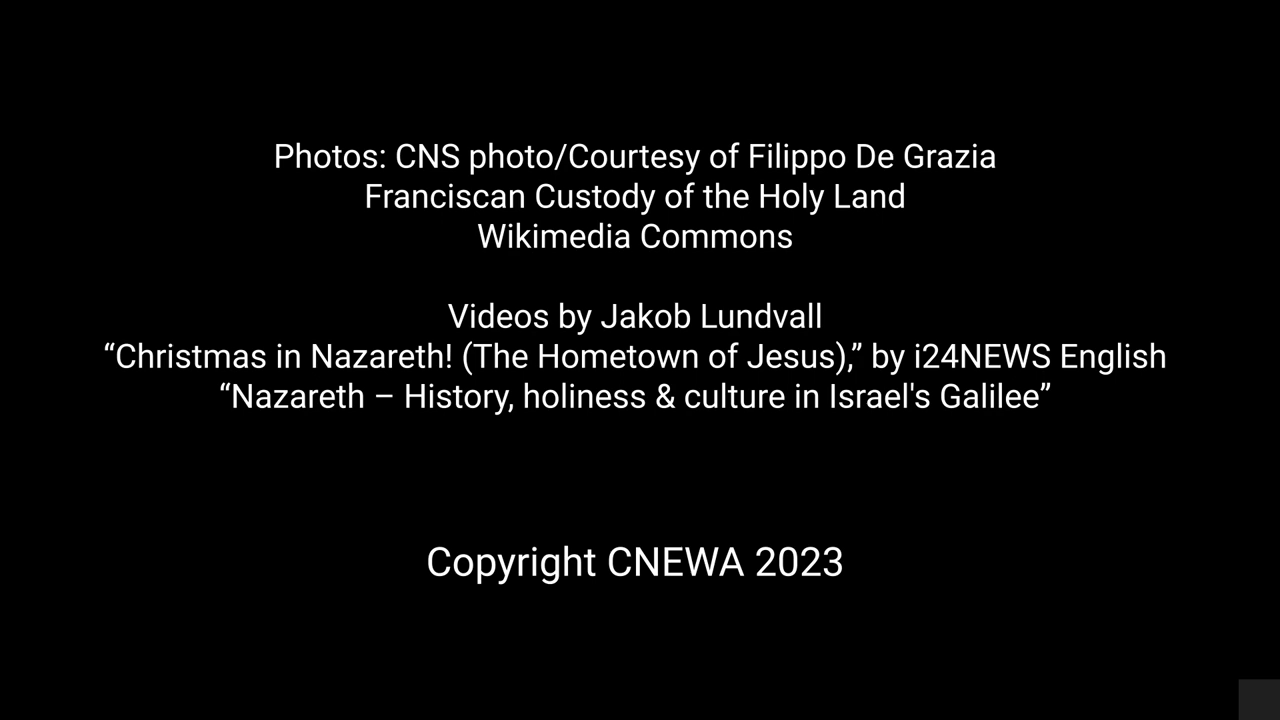 Photos: CNS photo/Courtesy of Filippo De Grazia
Franciscan Custody of the Holy Land
Wikimedia Commons
Videos by Jakob Lundvall
“Christmas in Nazareth! (The Hometown of Jesus),” by i24NEWS English
“Nazareth – History, holiness & culture in Israel's Galilee”
Copyright CNEWA 2023